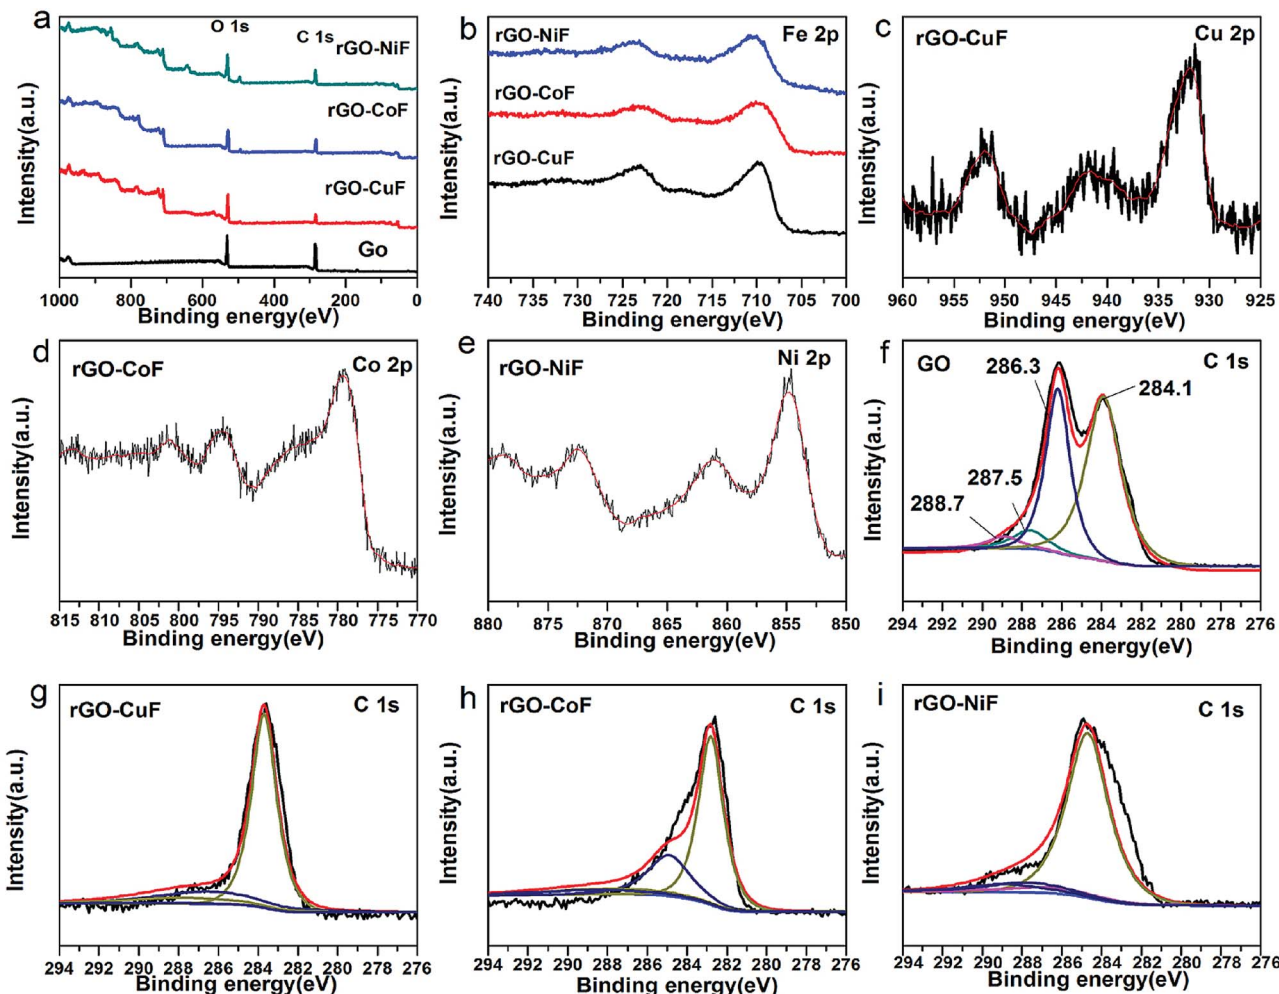 a
O 1s
C 1s
rGO-NiF
rGO-CoF
rGO-CuF
Go
Intensity(a.u.)
1000 800 600 400 200 0
Binding energy(eV)
b
rGO-NiF
Fe 2p
rGO-CoF
rGO-CuF
Intensity(a.u.)
740 735 730 725 720 715 710 705 700
Binding energy(eV)
c
rGO-CuF
Cu 2p
Intensity(a.u.)
960 955 950 945 940 935 930 925
Binding energy(eV)
d
rGO-CoF
Co 2p
Intensity(a.u.)
815 810 805 800 795 790 785 780 775 770
Binding energy(eV)
e
rGO-NiF
Ni 2p
Intensity(a.u.)
880 875 870 865 860 855 850
Binding energy(eV)
f
GO
C 1s
286.3
284.1
287.5
288.7
Intensity(a.u.)
294 292 290 288 286 284 282 280 278 276
Binding energy(eV)
g
rGO-CuF
C 1s
Intensity(a.u.)
294 292 290 288 286 284 282 280 278 276
Binding energy(eV)
h
rGO-CoF
C 1s
Intensity(a.u.)
294 292 290 288 286 284 282 280 278 276
Binding energy(eV)
i
rGO-NiF
C 1s
Intensity(a.u.)
294 292 290 288 286 284 282 280 278 276
Binding energy(eV)